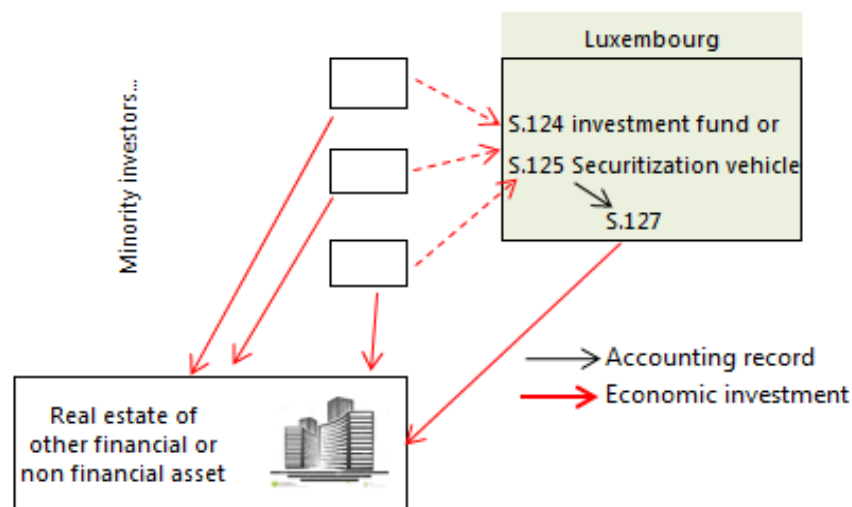 Luxembourg
Minority investors...
S.124 investment fund or
S.125 Securitization vehicle
S.127
Accounting record
Economic investment
Real estate of
other financial or
non financial asset